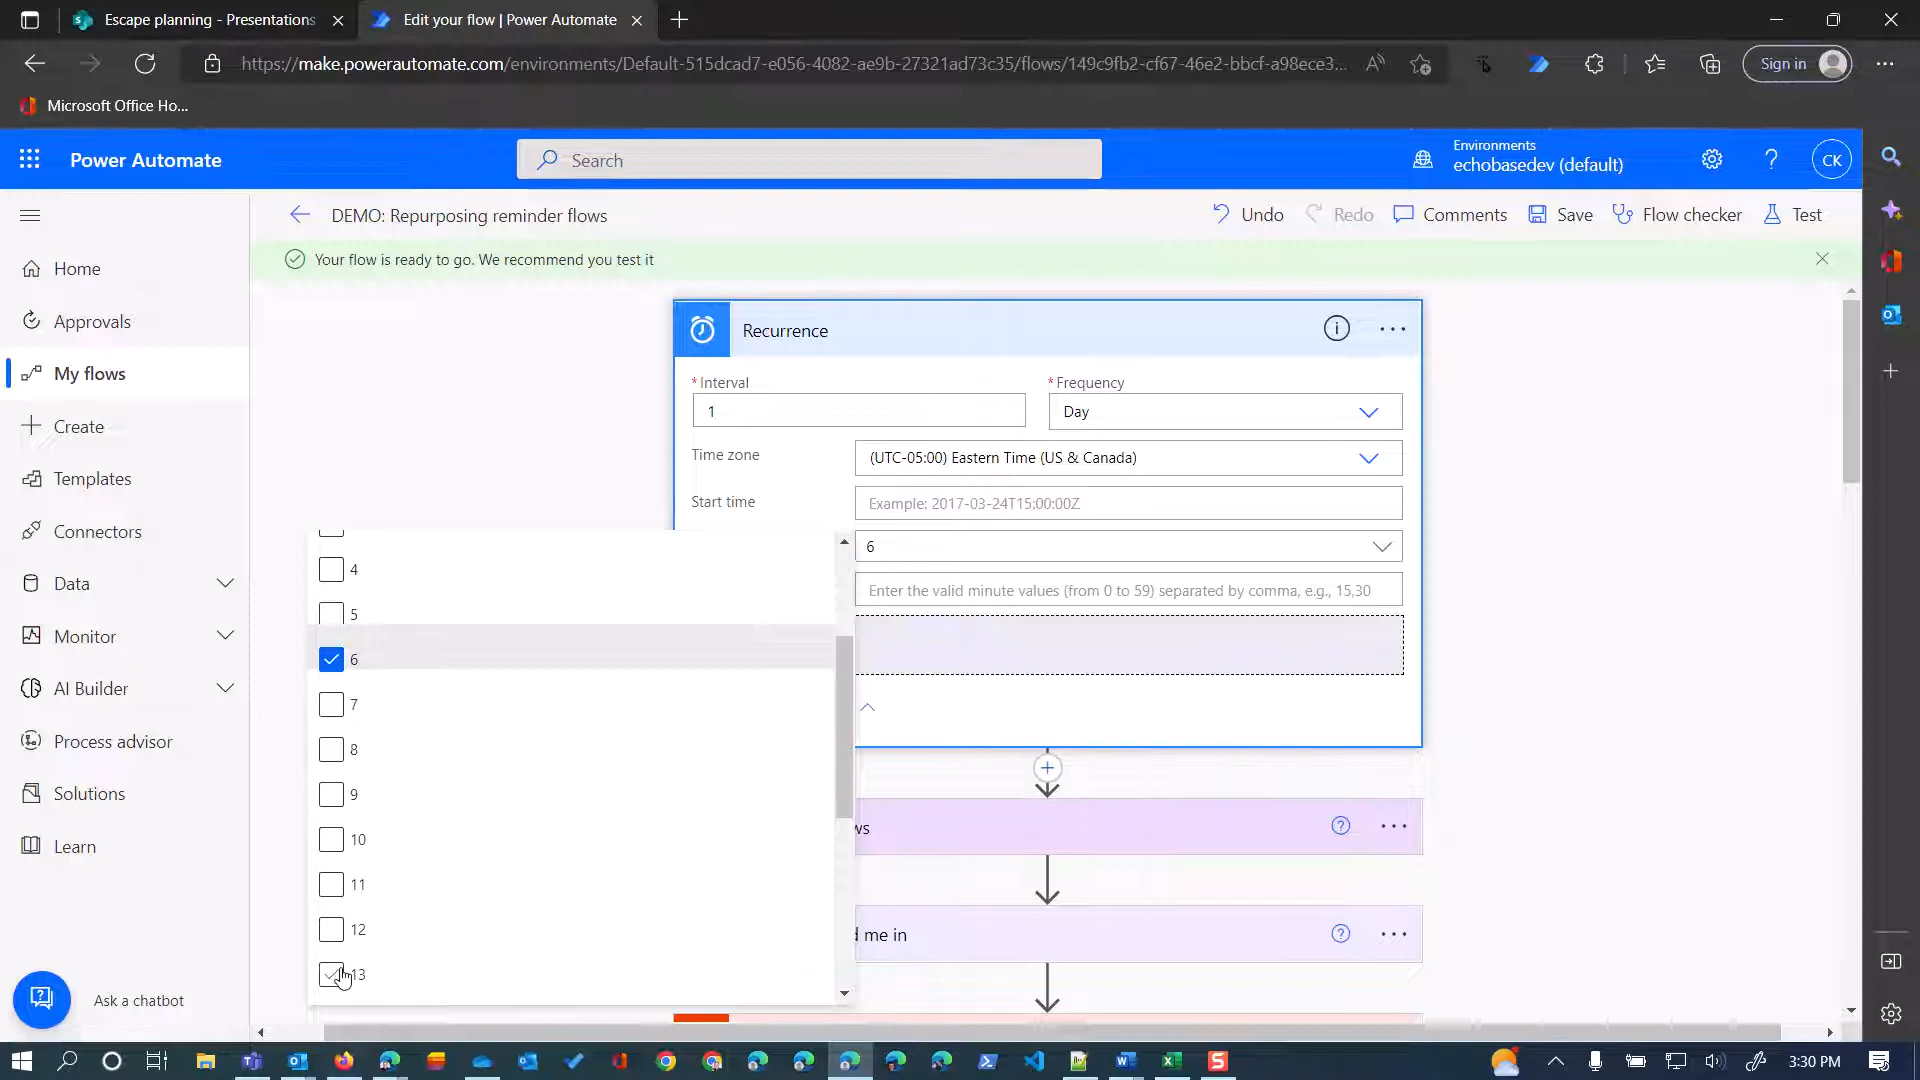 Escape planning - Presentations
Edit your flow | Power Automate
https://make.powerautomate.com/environments/Default-515dcad7-e056-4082-ae9b-27321ad73c35/flows/149c9fb2-cf67-46e2-bbcf-a98ece3...
Sign in
Microsoft Office Ho...
Power Automate
Search
Environments
echobasedev (default)
CK
DEMO: Repurposing reminder flows
Undo
Redo
Comments
Save
Flow checker
Test
Your flow is ready to go. We recommend you test it
Home
Approvals
My flows
Create
Templates
Connectors
Data
Monitor
AI Builder
Process advisor
Solutions
Learn
Ask a chatbot
Recurrence
*Interval
*Frequency
1
Day
Time zone
(UTC-05:00) Eastern Time (US & Canada)
Start time
Example: 2017-03-24T15:00:00Z
6
Enter the valid minute values (from 0 to 59) separated by comma, e.g., 15,30
4
5
6
7
8
9
10
11
12
13
ws
d me in
3:30 PM